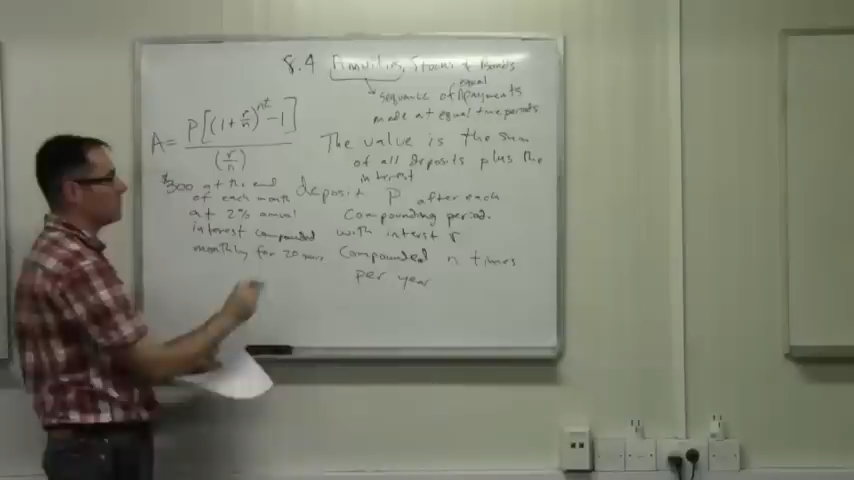 8.4 Annuities, Stocks & Bonds
sequence of equal payments
made at equal time periods
A = P[(1 + r/n)^nt - 1] / (r/n)
The value is the sum
of all deposits plus the
interest
$300 at the end
of each month
at 2% annual
interest compounded
monthly for 20
deposit P after each
compounding period.
with interst r
compounded n times
per year